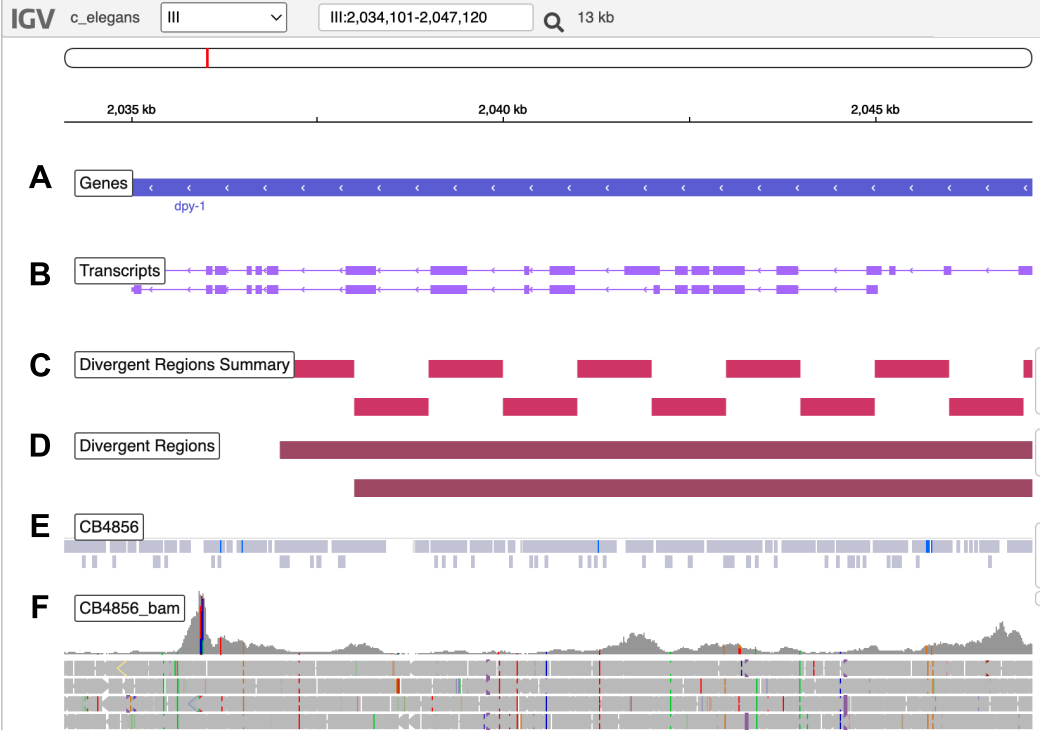 IGV c_elegans III III:2,034,101-2,047,120 13 kb
2,035 kb 2,040 kb 2,045 kb
A Genes
dpy-1
B Transcripts
C Divergent Regions Summary
D Divergent Regions
E CB4856
F CB4856_bam